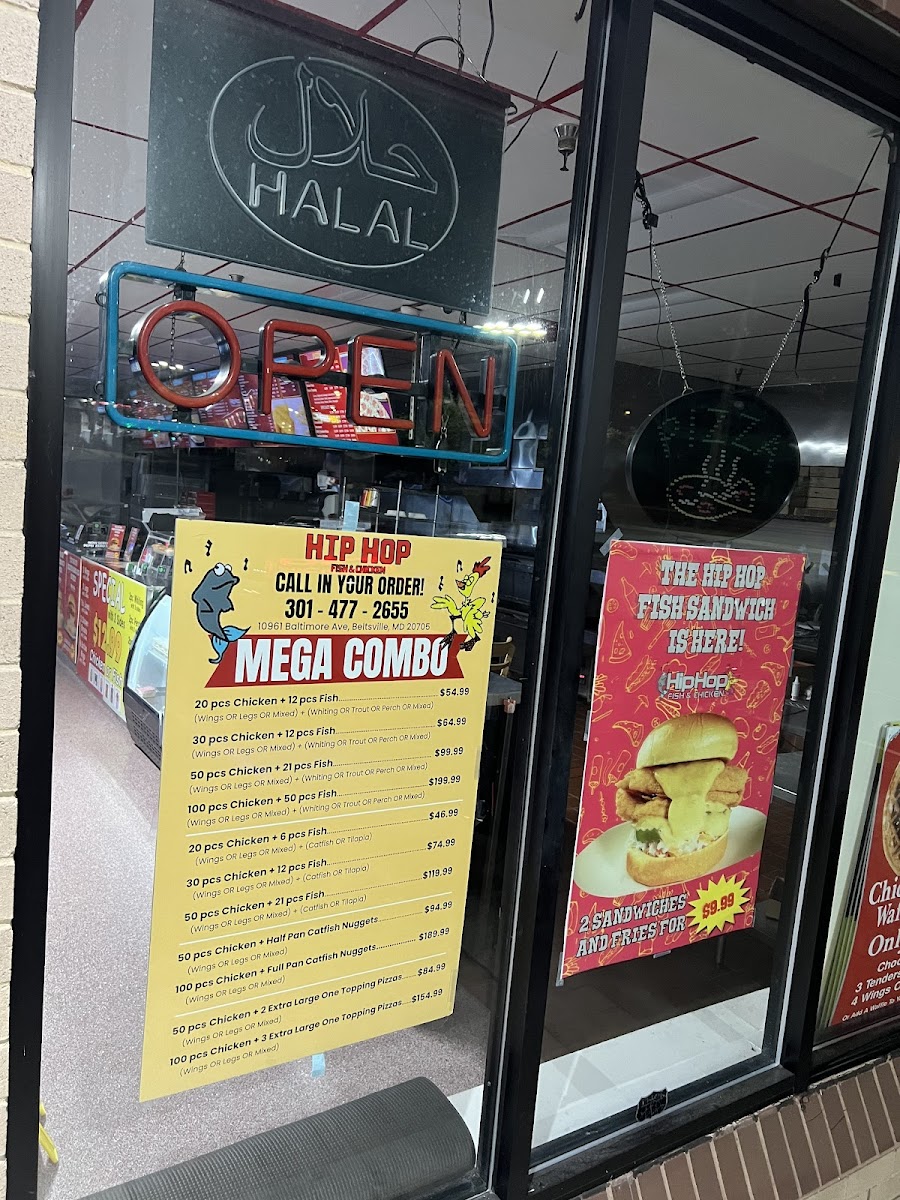 حلال
HALAL
OPEN
HIP HOP
FISH & CHICKEN
CALL IN YOUR ORDER!
301 - 477 - 2655
10961 Baltimore Ave, Beltsville, MD 20705
MEGA COMBO
20 pcs Chicken + 12 pcs Fish............$54.99
(Wings OR Legs OR Mixed) + (Whiting OR Trout OR Perch OR Mixed)
30 pcs Chicken + 12 pcs Fish............$64.99
(Wings OR Legs OR Mixed) + (Whiting OR Trout OR Perch OR Mixed)
50 pcs Chicken + 21 pcs Fish............$99.99
(Wings OR Legs OR Mixed) + (Whiting OR Trout OR Perch OR Mixed)
100 pcs Chicken + 50 pcs Fish............$199.99
(Wings OR Legs OR Mixed) + (Whiting OR Trout OR Perch OR Mixed)
20 pcs Chicken + 6 pcs Fish............$46.99
(Wings OR Legs OR Mixed) + (Catfish OR Tilapia)
30 pcs Chicken + 12 pcs Fish............$74.99
(Wings OR Legs OR Mixed) + (Catfish OR Tilapia)
50 pcs Chicken + 21 pcs Fish............$119.99
(Wings OR Legs OR Mixed) + (Catfish OR Tilapia)
50 pcs Chicken + Half Pan Catfish Nuggets............$94.99
(Wings OR Legs OR Mixed)
100 pcs Chicken + Full Pan Catfish Nuggets............$189.99
(Wings OR Legs OR Mixed)
50 pcs Chicken + 2 Extra Large One Topping Pizzas......$84.99
(Wings OR Legs OR Mixed)
100 pcs Chicken + 3 Extra Large One Topping Pizzas....$154.99
(Wings OR Legs OR Mixed)
SPECIAL
$12.99
THE HIP HOP
FISH SANDWICH
IS HERE!
HipHop
FISH & CHICKEN
2 SANDWICHES
AND FRIES FOR
$9.99
Chic
Waf
Onl
Choo
3 Tenders
4 Wings O
Or Add A Waffle To Y